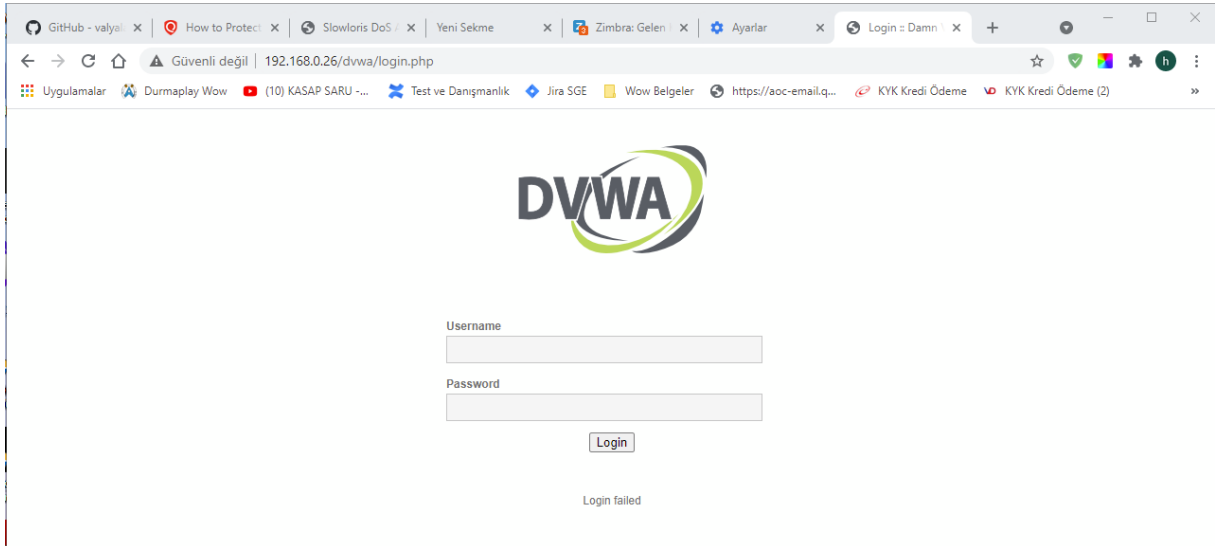 GitHub - valyal
How to Protect
Slowloris DoS A
Yeni Sekme
Zimbra: Gelen
Ayarlar
Login :: Damn V
Güvenli değil | 192.168.0.26/dvwa/login.php
h
Uygulamalar
Durmaplay Wow
(10) KASAP SARU -...
Test ve Danışmanlık
Jira SGE
Wow Belgeler
https://aoc-email.q...
KYK Kredi Ödeme
KYK Kredi Ödeme (2)
DVWA
Username
Password
Login
Login failed